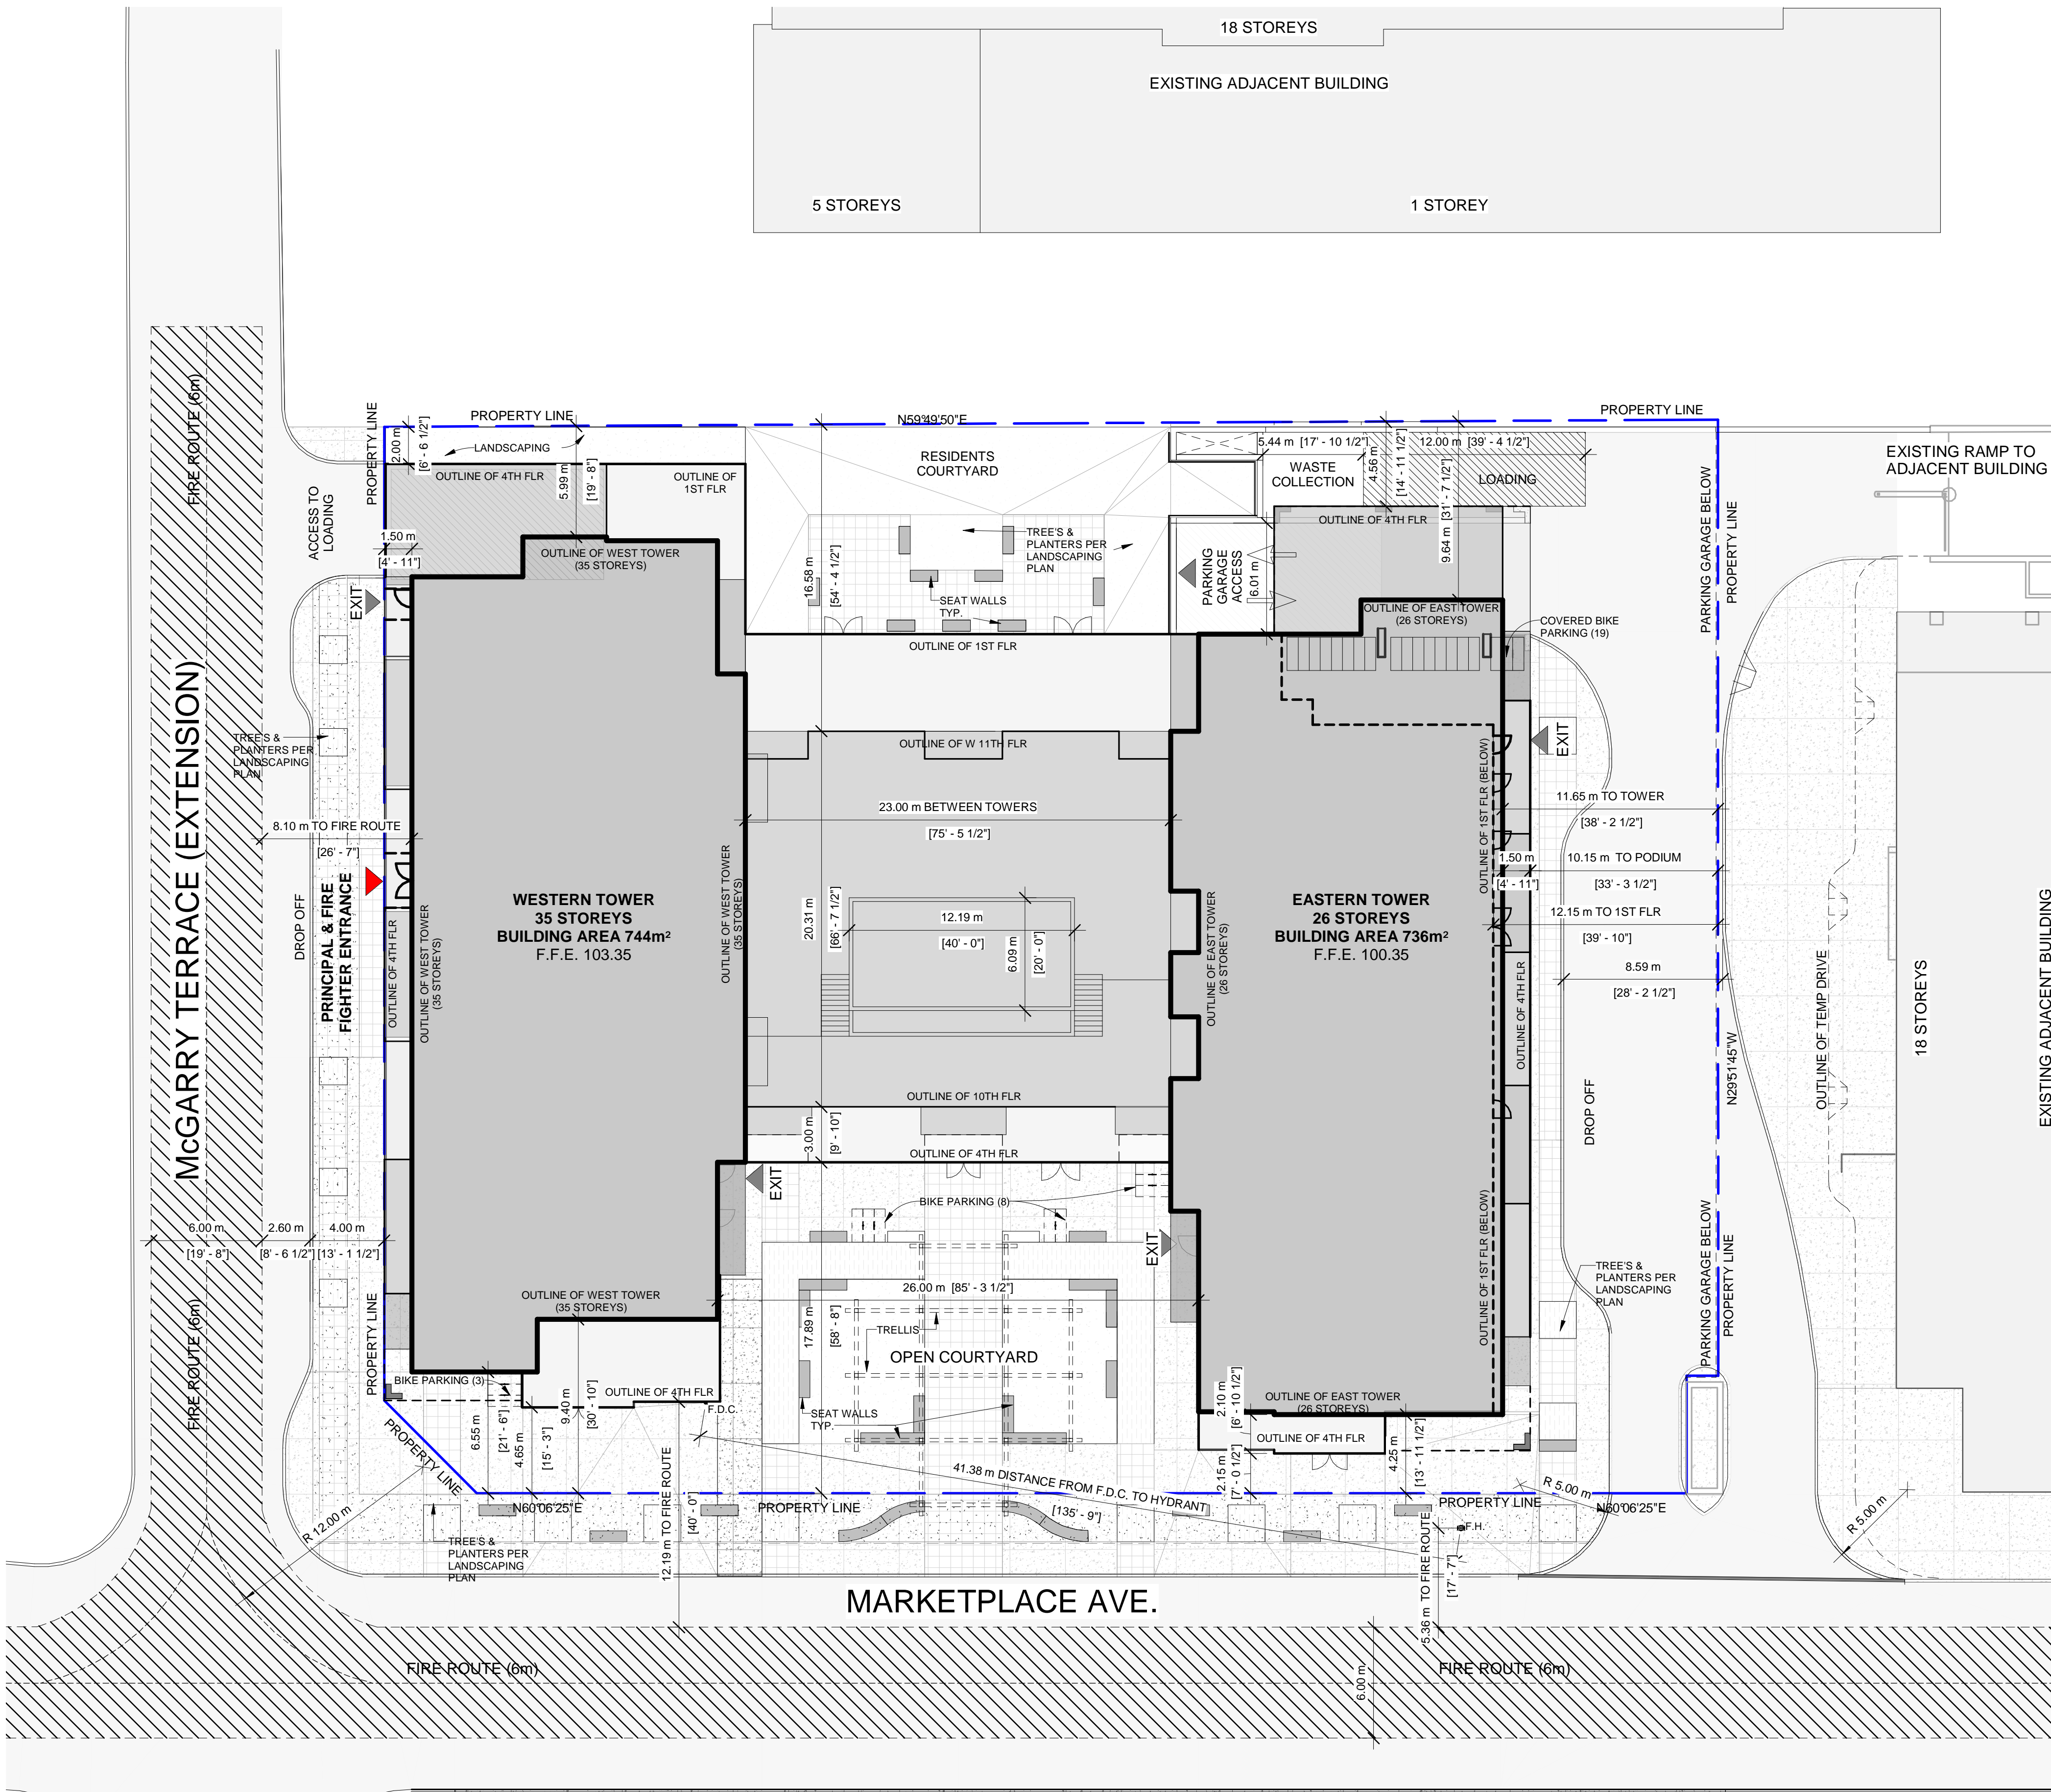 18 STOREYS
EXISTING ADJACENT BUILDING
5 STOREYS
1 STOREY
FIRE ROUTE (6m)
PROPERTY LINE
PROPERTY LINE
N59°49'50"E
PROPERTY LINE
2.00 m
[6' - 6 1/2"]
LANDSCAPING
OUTLINE OF 4TH FLR
5.99 m
[19' - 8"]
OUTLINE OF
1ST FLR
RESIDENTS
COURTYARD
5.44 m [17' - 10 1/2"]
WASTE
COLLECTION
4.56 m
[14' - 11 1/2"]
12.00 m [39' - 4 1/2"]
LOADING
9.64 m [31' - 7 1/2"]
PARKING GARAGE BELOW
PROPERTY LINE
EXISTING RAMP TO
ADJACENT BUILDING
ACCESS TO
LOADING
1.50 m
[4' - 11"]
OUTLINE OF WEST TOWER
(35 STOREYS)
16.58 m
[54' - 4 1/2"]
TREE'S &
PLANTERS PER
LANDSCAPING
PLAN
SEAT WALLS
TYP.
PARKING
GARAGE
ACCESS
6.01 m
OUTLINE OF 4TH FLR
OUTLINE OF EAST TOWER
(26 STOREYS)
COVERED BIKE
PARKING (19)
EXIT
OUTLINE OF 1ST FLR
McGARRY TERRACE (EXTENSION)
TREE'S &
PLANTERS PER
LANDSCAPING
PLAN
OUTLINE OF W 11TH FLR
OUTLINE OF 1ST FLR (BELOW)
EXIT
8.10 m TO FIRE ROUTE
[26' - 7"]
23.00 m BETWEEN TOWERS
[75' - 5 1/2"]
11.65 m TO TOWER
[38' - 2 1/2"]
1.50 m
[4' - 11"]
10.15 m TO PODIUM
[33' - 3 1/2"]
12.15 m TO 1ST FLR
[39' - 10"]
8.59 m
[28' - 2 1/2"]
DROP OFF
PRINCIPAL & FIRE
FIGHTER ENTRANCE
OUTLINE OF 4TH FLR
OUTLINE OF WEST TOWER
(35 STOREYS)
WESTERN TOWER
35 STOREYS
BUILDING AREA 744m²
F.F.E. 103.35
OUTLINE OF WEST TOWER
(35 STOREYS)
20.31 m
[66' - 7 1/2"]
12.19 m
[40' - 0"]
6.09 m
[20' - 0"]
OUTLINE OF EAST TOWER
(26 STOREYS)
EASTERN TOWER
26 STOREYS
BUILDING AREA 736m²
F.F.E. 100.35
OUTLINE OF 4TH FLR
DROP OFF
N29°51'45"W
OUTLINE OF TEMP DRIVE
18 STOREYS
EXISTING ADJACENT BUILDING
OUTLINE OF 10TH FLR
3.00 m
[9' - 10"]
OUTLINE OF 4TH FLR
EXIT
BIKE PARKING (8)
EXIT
6.00 m
[19' - 8"]
2.60 m
[8' - 6 1/2"]
4.00 m
[13' - 1 1/2"]
FIRE ROUTE (6m)
PROPERTY LINE
OUTLINE OF WEST TOWER
(35 STOREYS)
26.00 m [85' - 3 1/2"]
17.89 m
[58' - 8"]
TRELLIS
OPEN COURTYARD
SEAT WALLS
TYP.
OUTLINE OF 1ST FLR (BELOW)
TREE'S &
PLANTERS PER
LANDSCAPING
PLAN
PARKING GARAGE BELOW
PROPERTY LINE
BIKE PARKING (3)
OUTLINE OF 4TH FLR
F.D.C.
6.55 m
[21' - 6"]
4.65 m
[15' - 3"]
9.40 m
[30' - 10"]
2.10 m
[6' - 10 1/2"]
OUTLINE OF EAST TOWER
(26 STOREYS)
OUTLINE OF 4TH FLR
2.15 m
[7' - 0 1/2"]
4.25 m
[13' - 11 1/2"]
PROPERTY LINE
12.19 m TO FIRE ROUTE
[40' - 0"]
41.38 m DISTANCE FROM F.D.C. TO HYDRANT
[135' - 9"]
R 12.00 m
N60°06'25"E
PROPERTY LINE
PROPERTY LINE
R 5.00 m
N60°06'25"E
R 5.00 m
F.H.
5.36 m TO FIRE ROUTE
[17' - 7"]
TREE'S &
PLANTERS PER
LANDSCAPING
PLAN
MARKETPLACE AVE.
FIRE ROUTE (6m)
6.00 m
FIRE ROUTE (6m)